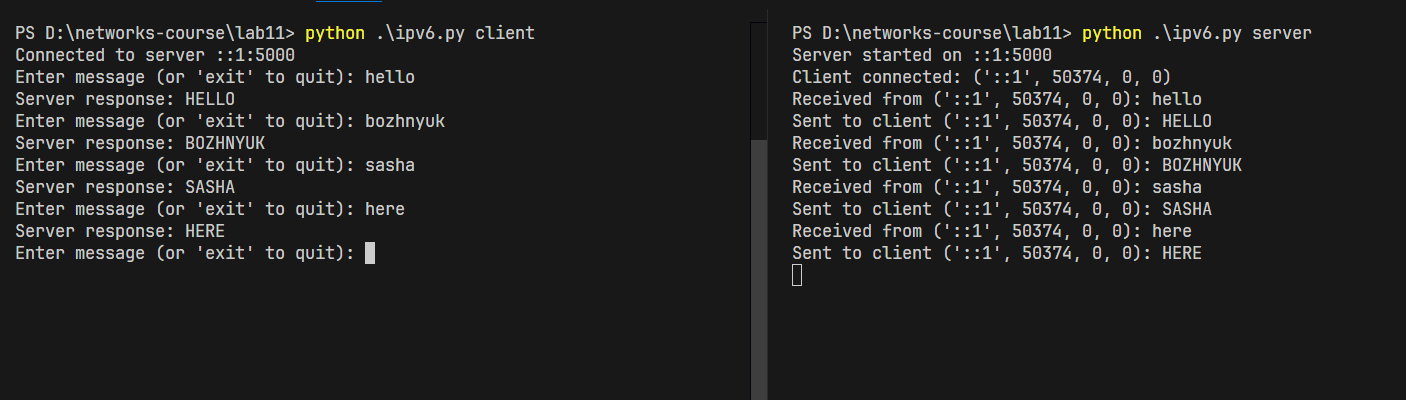 PS D:\networks-course\lab11> python .\ipv6.py client
Connected to server ::1:5000
Enter message (or 'exit' to quit): hello
Server response: HELLO
Enter message (or 'exit' to quit): bozhnyuk
Server response: BOZHNYUK
Enter message (or 'exit' to quit): sasha
Server response: SASHA
Enter message (or 'exit' to quit): here
Server response: HERE
Enter message (or 'exit' to quit):
PS D:\networks-course\lab11> python .\ipv6.py server
Server started on ::1:5000
Client connected: ('::1', 50374, 0, 0)
Received from ('::1', 50374, 0, 0): hello
Sent to client ('::1', 50374, 0, 0): HELLO
Received from ('::1', 50374, 0, 0): bozhnyuk
Sent to client ('::1', 50374, 0, 0): BOZHNYUK
Received from ('::1', 50374, 0, 0): sasha
Sent to client ('::1', 50374, 0, 0): SASHA
Received from ('::1', 50374, 0, 0): here
Sent to client ('::1', 50374, 0, 0): HERE